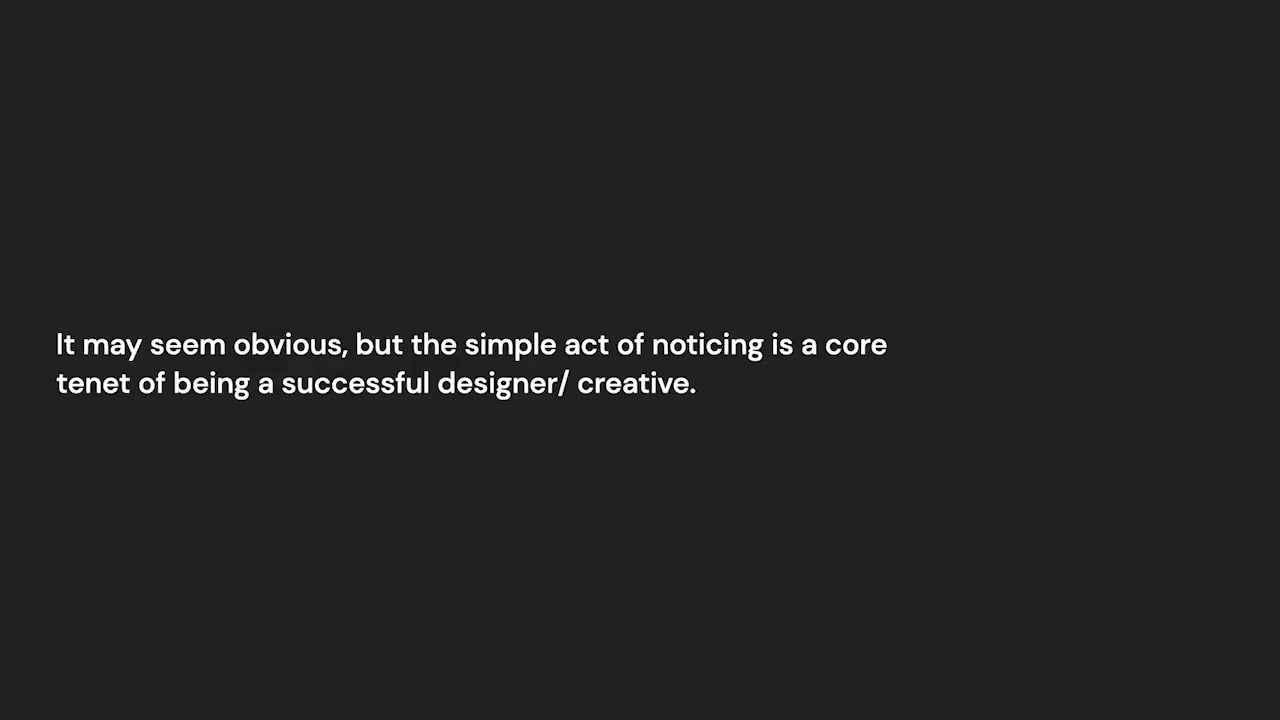 It may seem obvious, but the simple act of noticing is a core
tenet of being a successful designer/ creative.